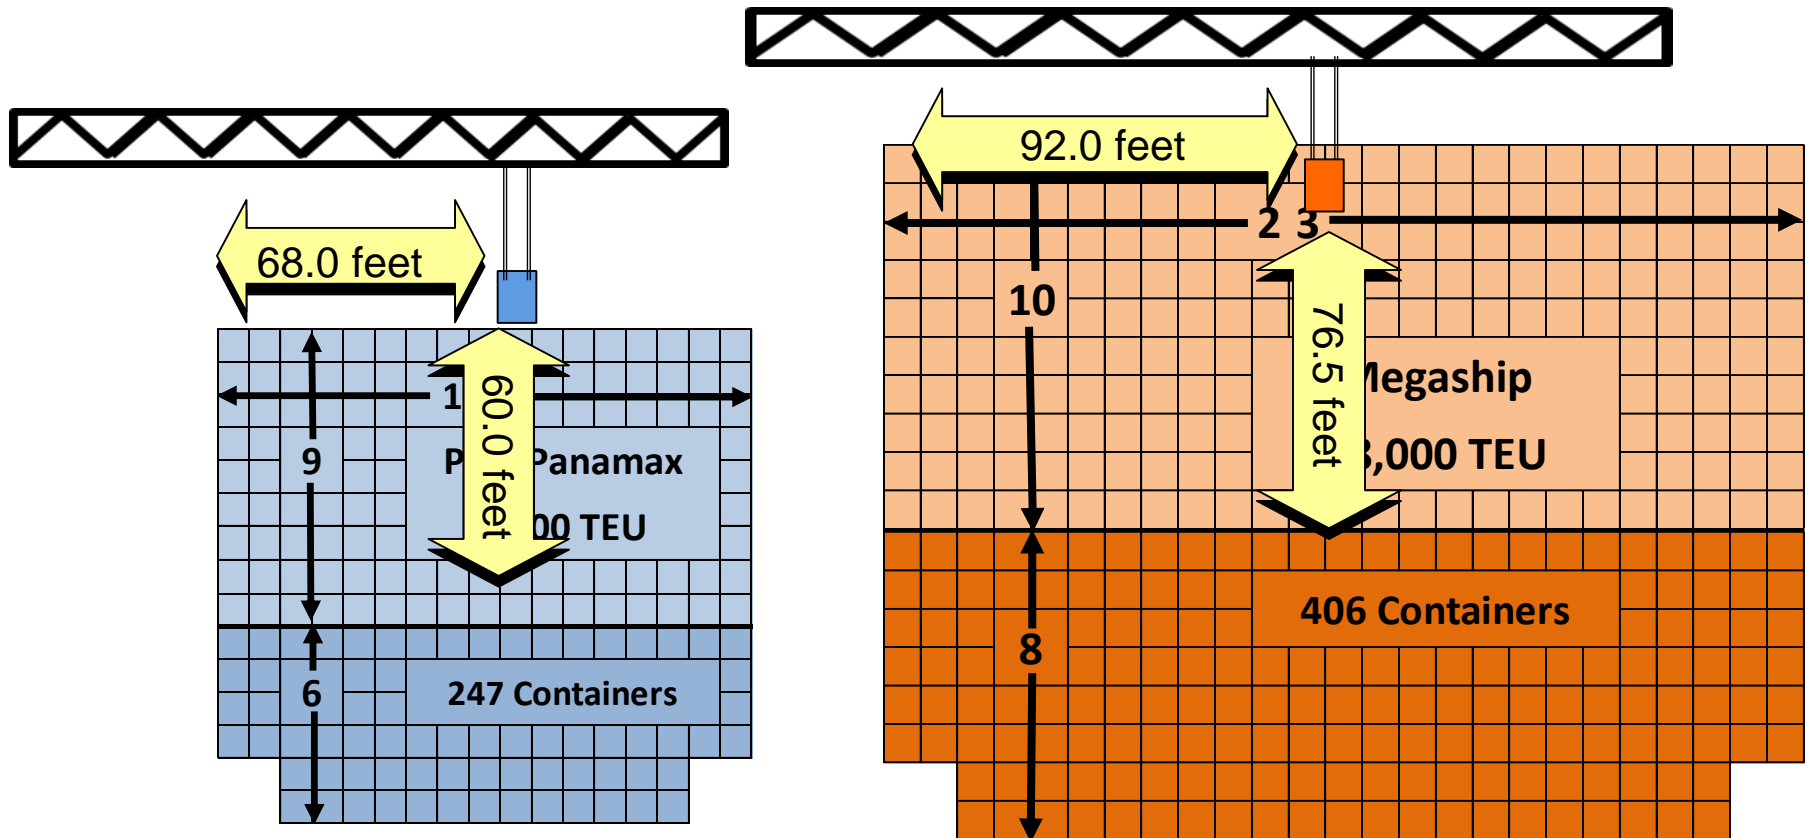 92.0 feet
2 3
68.0 feet
10
76.5 feet
Megaship
,000 TEU
1
60.0 feet
9
Panamax
00 TEU
406 Containers
8
6
247 Containers